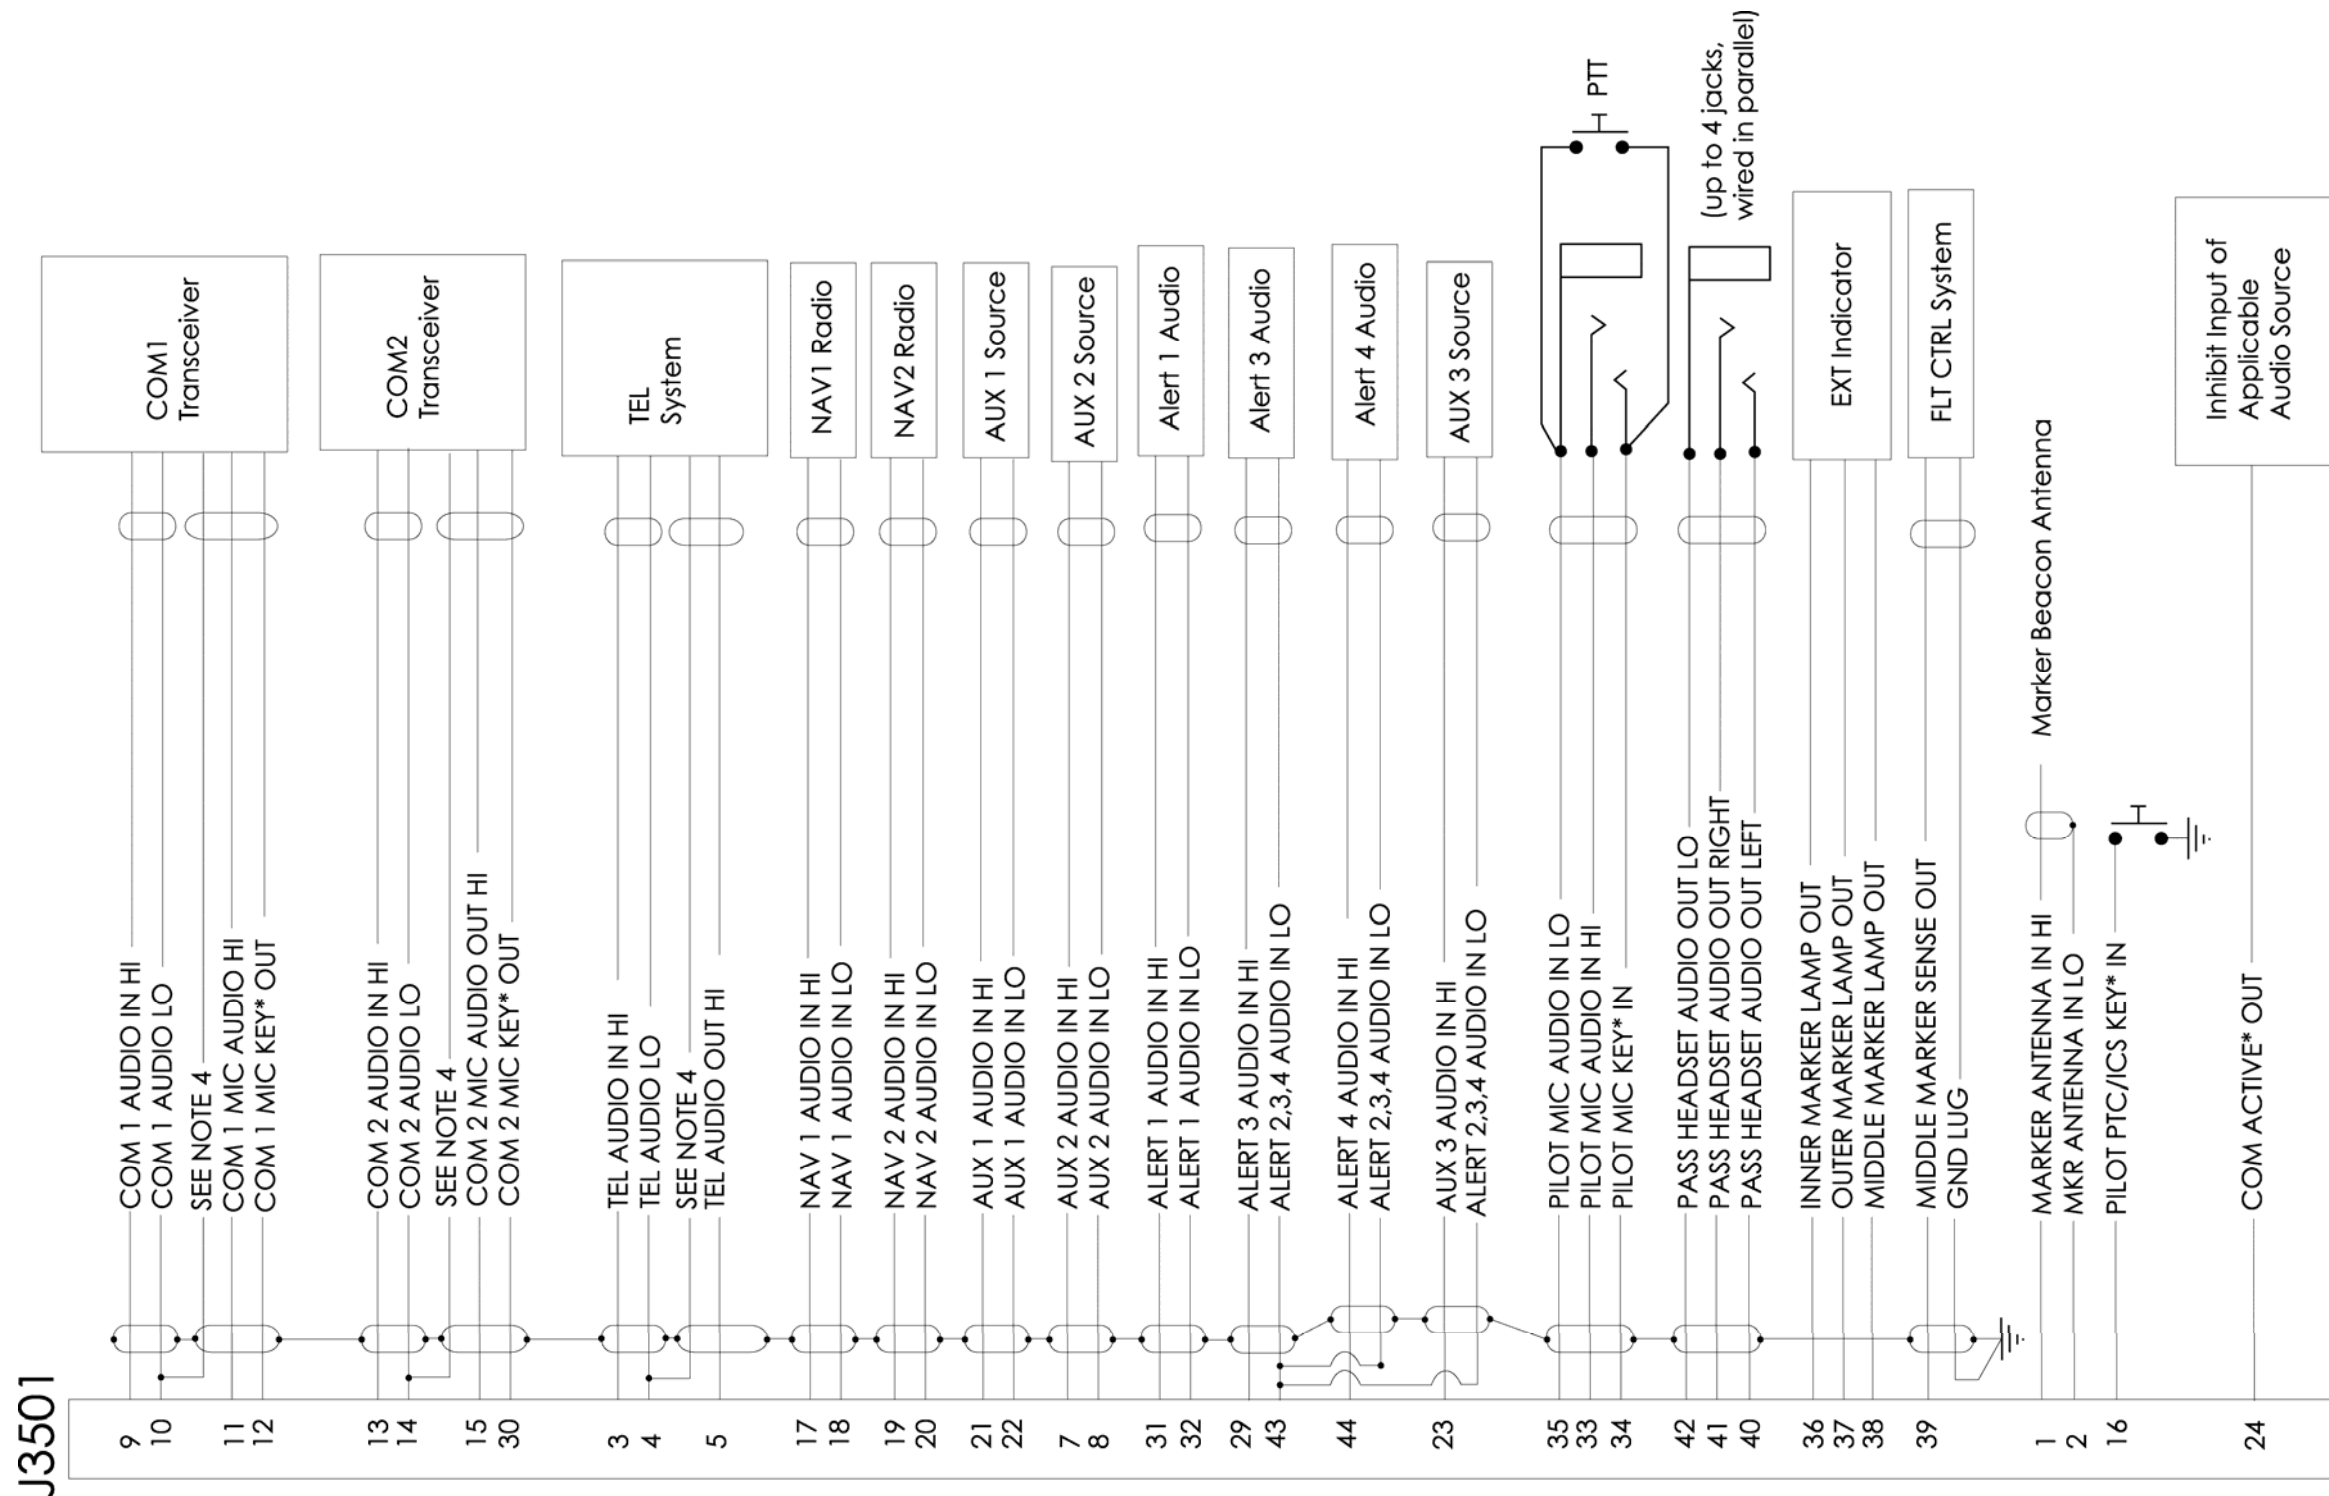 J3501
9 COM 1 AUDIO IN HI
10 COM 1 AUDIO LO
SEE NOTE 4
11 COM 1 MIC AUDIO HI
12 COM 1 MIC KEY* OUT
COM1
Transceiver
13 COM 2 AUDIO IN HI
14 COM 2 AUDIO LO
SEE NOTE 4
15 COM 2 MIC AUDIO OUT HI
30 COM 2 MIC KEY* OUT
COM2
Transceiver
3 TEL AUDIO IN HI
4 TEL AUDIO LO
SEE NOTE 4
5 TEL AUDIO OUT HI
TEL
System
17 NAV 1 AUDIO IN HI
18 NAV 1 AUDIO IN LO
NAV1 Radio
19 NAV 2 AUDIO IN HI
20 NAV 2 AUDIO IN LO
NAV2 Radio
21 AUX 1 AUDIO IN HI
22 AUX 1 AUDIO IN LO
AUX 1 Source
7 AUX 2 AUDIO IN HI
8 AUX 2 AUDIO IN LO
AUX 2 Source
31 ALERT 1 AUDIO IN HI
32 ALERT 1 AUDIO IN LO
Alert 1 Audio
29 ALERT 3 AUDIO IN HI
43 ALERT 2,3,4 AUDIO IN LO
Alert 3 Audio
44 ALERT 4 AUDIO IN HI
ALERT 2,3,4 AUDIO IN LO
Alert 4 Audio
23 AUX 3 AUDIO IN HI
ALERT 2,3,4 AUDIO IN LO
AUX 3 Source
35 PILOT MIC AUDIO IN LO
33 PILOT MIC AUDIO IN HI
34 PILOT MIC KEY* IN
PTT
42 PASS HEADSET AUDIO OUT LO
41 PASS HEADSET AUDIO OUT RIGHT
40 PASS HEADSET AUDIO OUT LEFT
(up to 4 jacks,
wired in parallel)
36 INNER MARKER LAMP OUT
37 OUTER MARKER LAMP OUT
38 MIDDLE MARKER LAMP OUT
EXT Indicator
39 MIDDLE MARKER SENSE OUT
GND LUG
FLT CTRL System
1 MARKER ANTENNA IN HI
2 MKR ANTENNA IN LO
Marker Beacon Antenna
16 PILOT PTC/ICS KEY* IN
24 COM ACTIVE* OUT
Inhibit Input of
Applicable
Audio Source